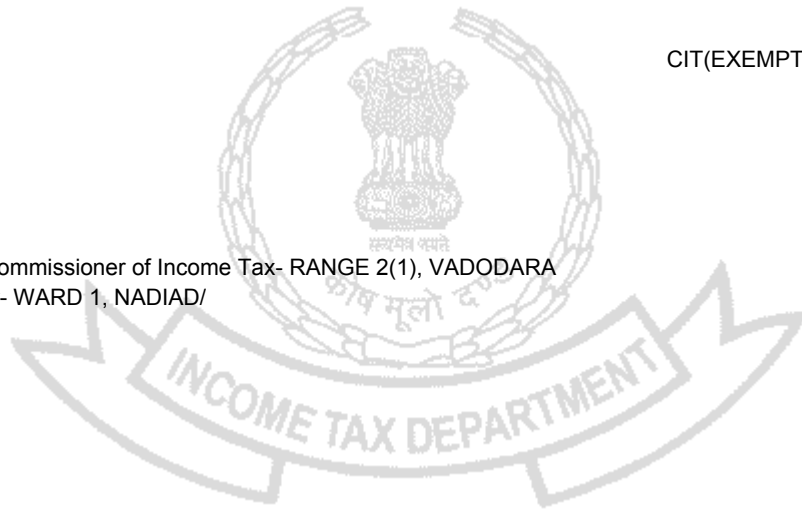 CIT(EXEMPT
सत्यमेव जयते
ommissioner of Income Tax- RANGE 2(1), VADODARA
- WARD 1, NADIAD/
कोष मूलो दण्ड
INCOME TAX DEPARTMENT